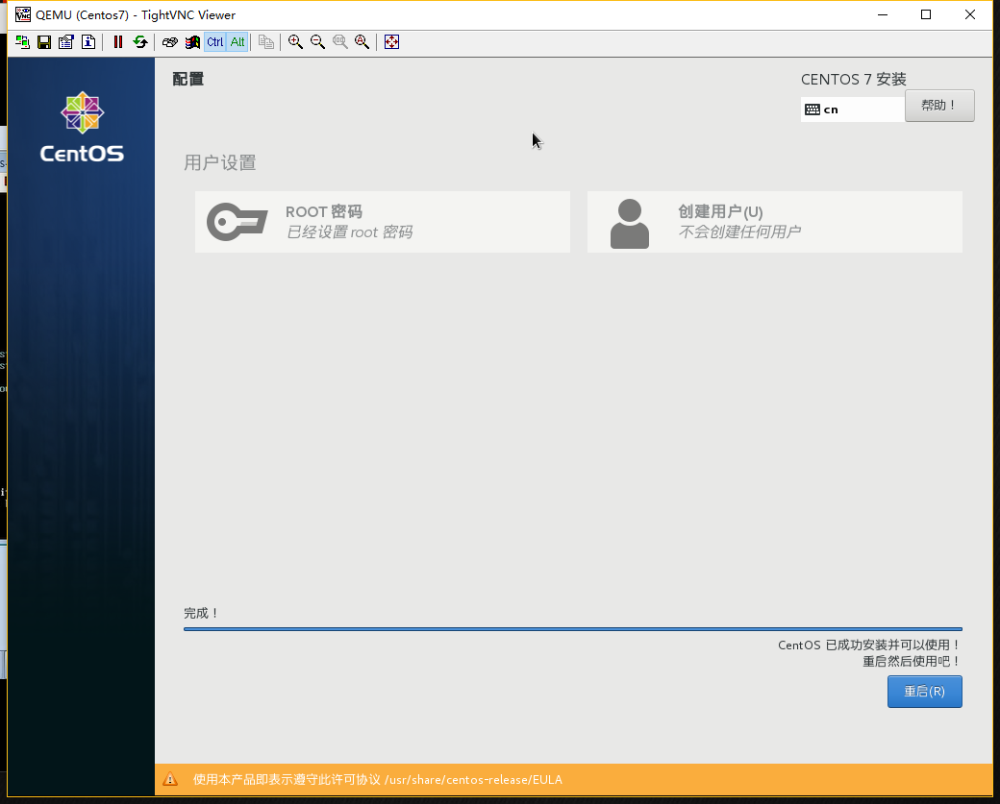 QEMU (Centos7) - TightVNC Viewer
Ctrl Alt
配置
CENTOS 7 安装
cn
帮助！
CentOS
用户设置
ROOT 密码
已经设置 root 密码
创建用户(U)
不会创建任何用户
完成！
CentOS 已成功安装并可以使用！
重启然后使用吧！
重启(R)
使用本产品即表示遵守此许可协议 /usr/share/centos-release/EULA